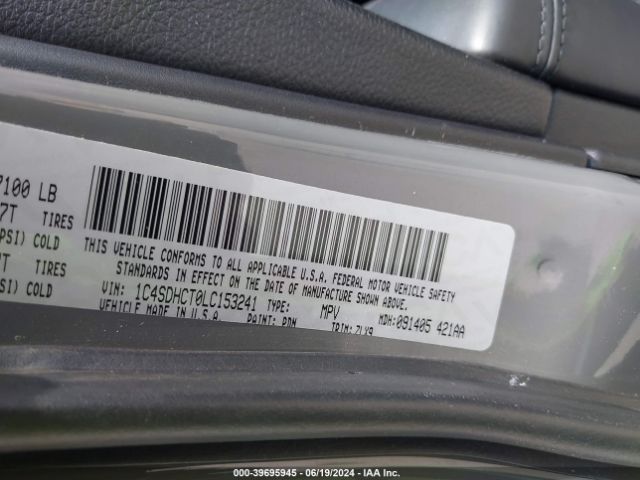 7100 LB
7T TIRES
PSI) COLD
T TIRES
SI) COLD
THIS VEHICLE CONFORMS TO ALL APPLICABLE U.S.A. FEDERAL MOTOR VEHICLE SAFETY
STANDARDS IN EFFECT ON THE DATE OF MANUFACTURE SHOWN ABOVE.
VIN: 1C4SDHCT0LC153241 TYPE: MPV MDH:091405 421AA
VEHICLE MADE IN U.S.A. PAINT: PDN TRIM: ZLX9
000-39695945 - 06/19/2024 - IAA Inc.